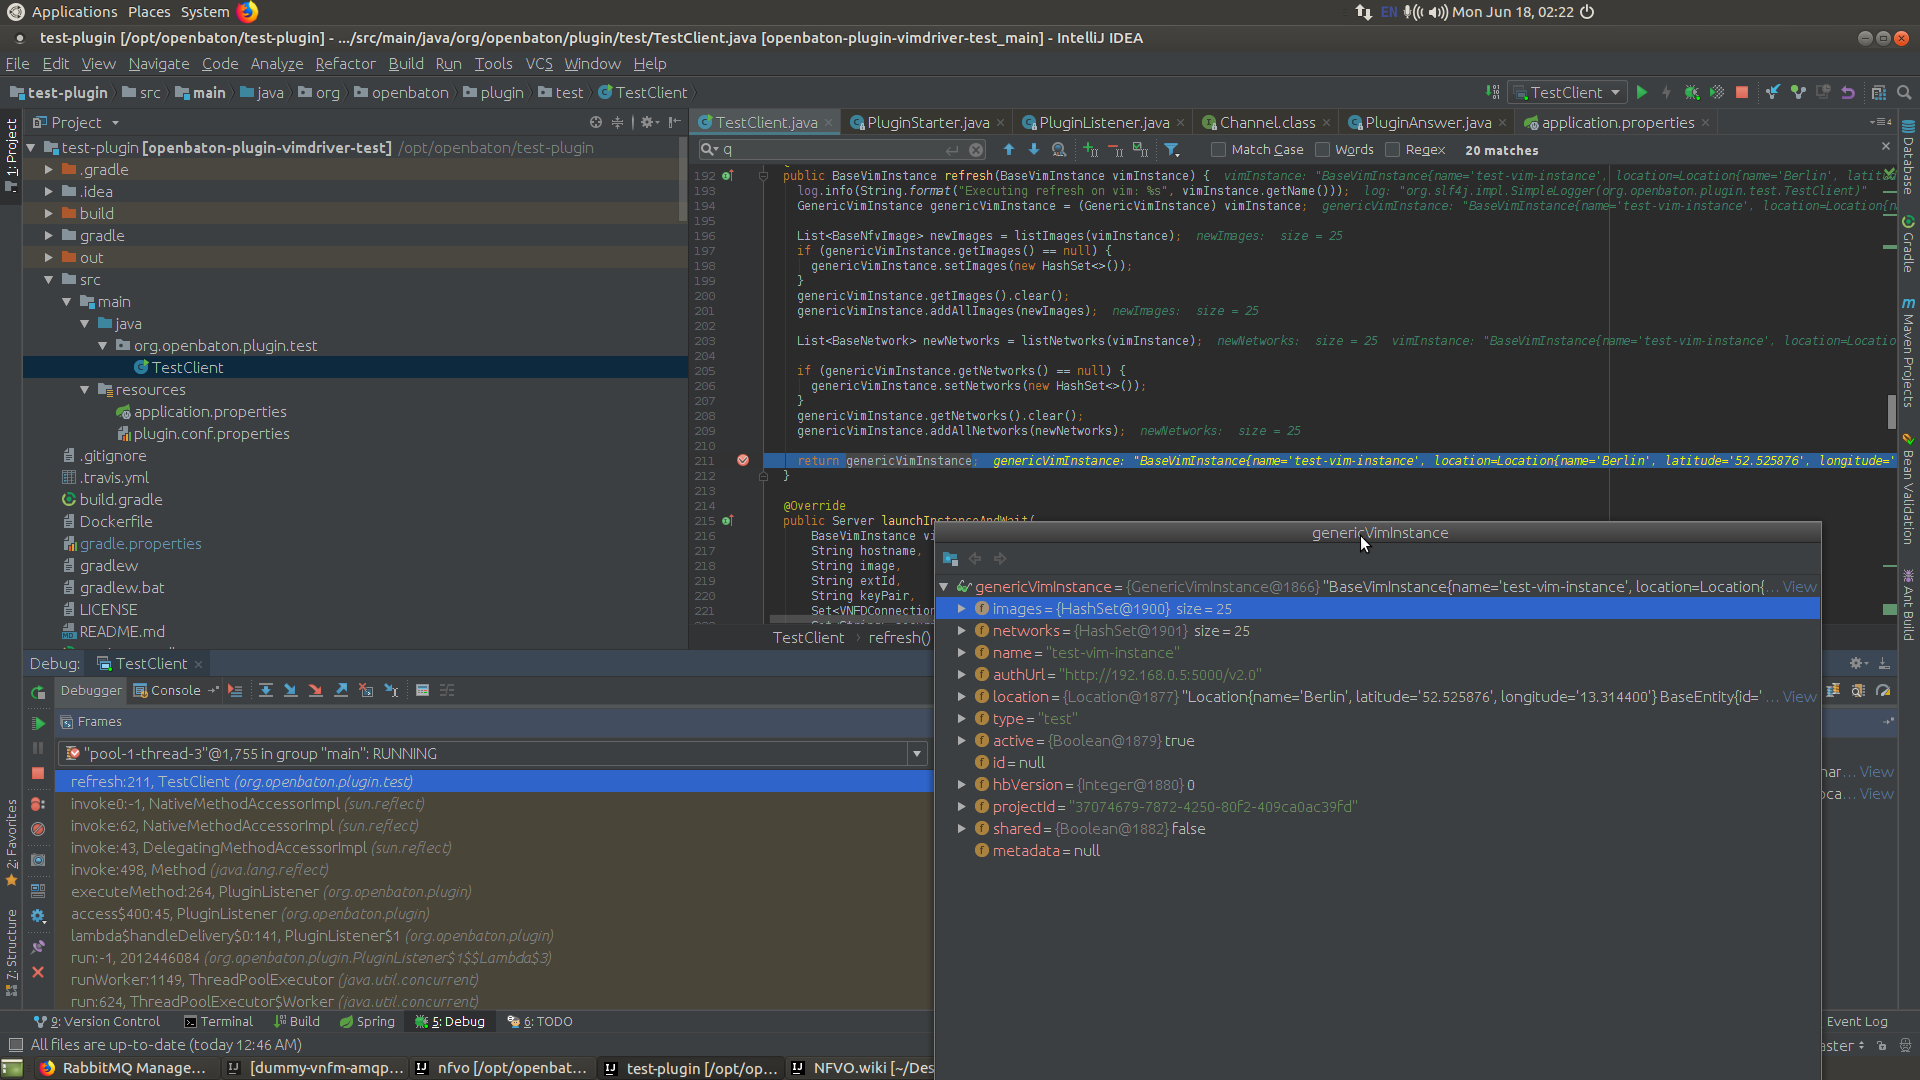 Applications Places System EN Mon Jun 18, 02:22
test-plugin [/opt/openbaton/test-plugin] - .../src/main/java/org/openbaton/plugin/test/TestClient.java [openbaton-plugin-vimdriver-test_main] - IntelliJ IDEA
File Edit View Navigate Code Analyze Refactor Build Run Tools VCS Window Help
test-plugin src main java org openbaton plugin test TestClient TestClient
1: Project
Project
test-plugin [openbaton-plugin-vimdriver-test] /opt/openbaton/test-plugin
.gradle
.idea
build
gradle
out
src
main
java
org.openbaton.plugin.test
TestClient
resources
application.properties
plugin.conf.properties
.gitignore
.travis.yml
build.gradle
Dockerfile
gradle.properties
gradlew
gradlew.bat
LICENSE
README.md
TestClient.java PluginStarter.java PluginListener.java Channel.class PluginAnswer.java application.properties
q Match Case Words Regex 20 matches
192 public BaseVimInstance refresh(BaseVimInstance vimInstance) { vimInstance: "BaseVimInstance{name='test-vim-instance', location=Location{name='Berlin',
193 log.info(String.format("Executing refresh on vim: %s", vimInstance.getName())); log: "org.slf4j.impl.SimpleLogger(org.openbaton.plugin.test.TestClient)"
194 GenericVimInstance genericVimInstance = (GenericVimInstance) vimInstance; genericVimInstance: "BaseVimInstance{name='test-vim-instance', location=Location{n
195
196 List<BaseNfvImage> newImages = listImages(vimInstance); newImages: size = 25
197 if (genericVimInstance.getImages() == null) {
198 genericVimInstance.setImages(new HashSet<>());
199 }
200 genericVimInstance.getImages().clear();
201 genericVimInstance.addAllImages(newImages); newImages: size = 25
202
203 List<BaseNetwork> newNetworks = listNetworks(vimInstance); newNetworks: size = 25 vimInstance: "BaseVimInstance{name='test-vim-instance', location=Locatio
204
205 if (genericVimInstance.getNetworks() == null) {
206 genericVimInstance.setNetworks(new HashSet<>());
207 }
208 genericVimInstance.getNetworks().clear();
209 genericVimInstance.addAllNetworks(newNetworks); newNetworks: size = 25
210
211 return genericVimInstance; genericVimInstance: "BaseVimInstance{name='test-vim-instance', location=Location{name='Berlin', latitude='52.525876', longitude='
212 }
213
214 @Override
215 public Server launchInstanceAndWait(
216 BaseVimInstance vi
217 String hostname,
218 String image,
219 String extId,
220 String keyPair,
221 Set<VNFDConnection
TestClient refresh()
Database
Gradle
Maven Projects
Bean Validation
Ant Build
genericVimInstance
genericVimInstance = {GenericVimInstance@1866} "BaseVimInstance{name='test-vim-instance', location=Location{... View
images = {HashSet@1900} size = 25
networks = {HashSet@1901} size = 25
name = "test-vim-instance"
authUrl = "http://192.168.0.5:5000/v2.0"
location = {Location@1877} "Location{name='Berlin', latitude='52.525876', longitude='13.314400'} BaseEntity{id=' ... View
type = "test"
active = {Boolean@1879} true
id = null
hbVersion = {Integer@1880} 0
projectId = "37074679-7872-4250-80f2-409ca0ac39fd"
shared = {Boolean@1882} false
metadata = null
Debug: TestClient
Debugger Console
Frames
"pool-1-thread-3"@1,755 in group "main": RUNNING
refresh:211, TestClient (org.openbaton.plugin.test)
invoke0:-1, NativeMethodAccessorImpl (sun.reflect)
invoke:62, NativeMethodAccessorImpl (sun.reflect)
invoke:43, DelegatingMethodAccessorImpl (sun.reflect)
invoke:498, Method (java.lang.reflect)
executeMethod:264, PluginListener (org.openbaton.plugin)
access$400:45, PluginListener (org.openbaton.plugin)
lambda$handleDelivery$0:141, PluginListener$1 (org.openbaton.plugin)
run:-1, 2012446084 (org.openbaton.plugin.PluginListener$1$$Lambda$3)
runWorker:1149, ThreadPoolExecutor (java.util.concurrent)
run:624, ThreadPoolExecutor$Worker (java.util.concurrent)
ar... View
oca... View
2: Favorites
7: Structure
9: Version Control Terminal Build Spring 5: Debug 6: TODO Event Log
All files are up-to-date (today 12:46 AM) aster
RabbitMQ Manage... [dummy-vnfm-amqp... nfvo [/opt/openbat... test-plugin [/opt/op... NFVO.wiki [~/Des